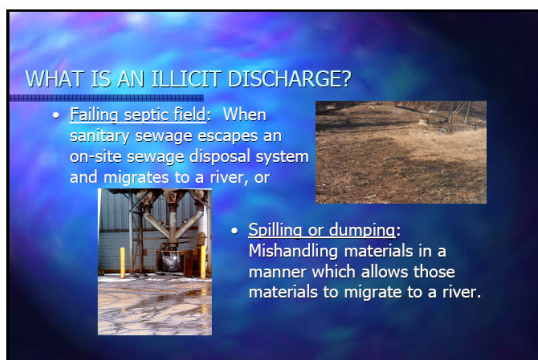 WHAT IS AN ILLICIT DISCHARGE?
• Failing septic field: When
sanitary sewage escapes an
on-site sewage disposal system
and migrates to a river, or
• Spilling or dumping:
Mishandling materials in a
manner which allows those
materials to migrate to a river.